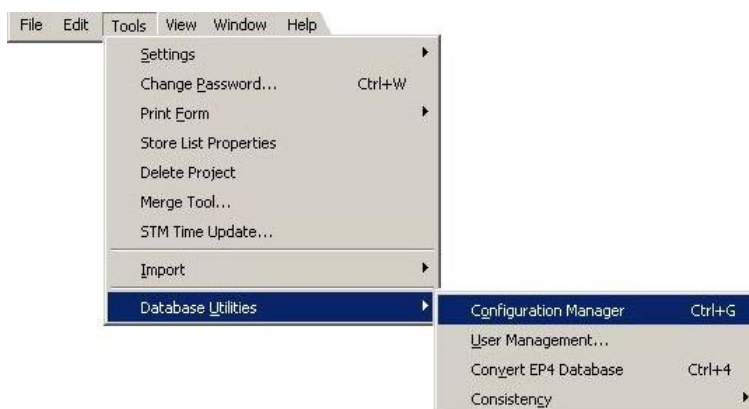 File Edit Tools View Window Help
Settings
Change Password... Ctrl+W
Print Form
Store List Properties
Delete Project
Merge Tool...
STM Time Update...
Import
Database Utilities
Configuration Manager Ctrl+G
User Management...
Convert EP4 Database Ctrl+4
Consistency